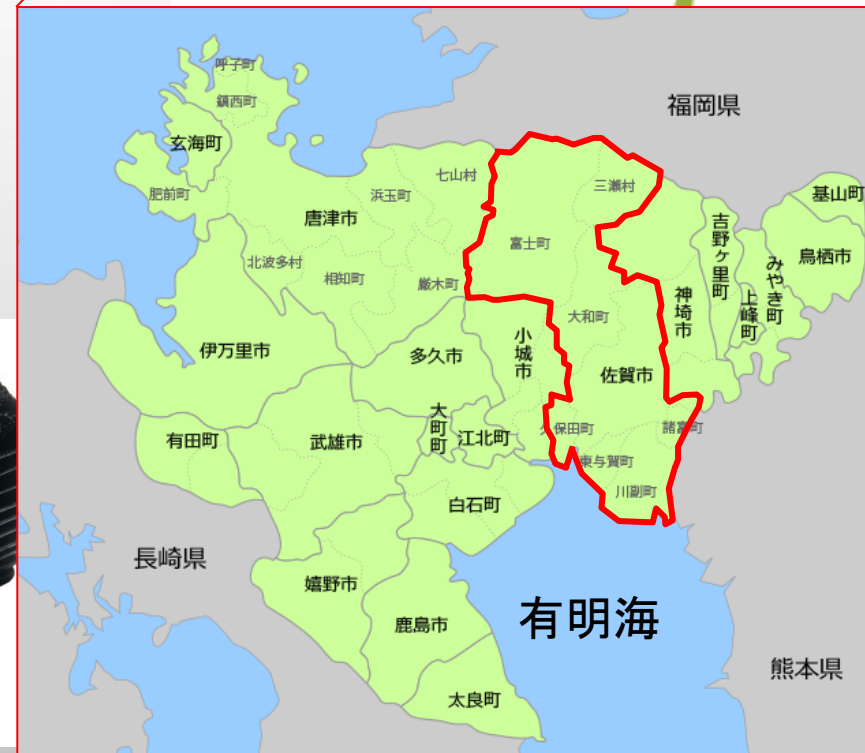 呼子町
鎮西町
玄海町
肥前町
唐津市
浜玉町
七山村
北波多村
相知町
厳木町
福岡県
三瀬村
富士町
大和町
佐賀市
小城市
神埼市
吉野ヶ里町
上峰町
みやき町
基山町
鳥栖市
伊万里市
多久市
有田町
武雄市
大町町
江北町
久保田町
諸富町
東与賀町
川副町
白石町
長崎県
嬉野市
鹿島市
有明海
太良町
熊本県